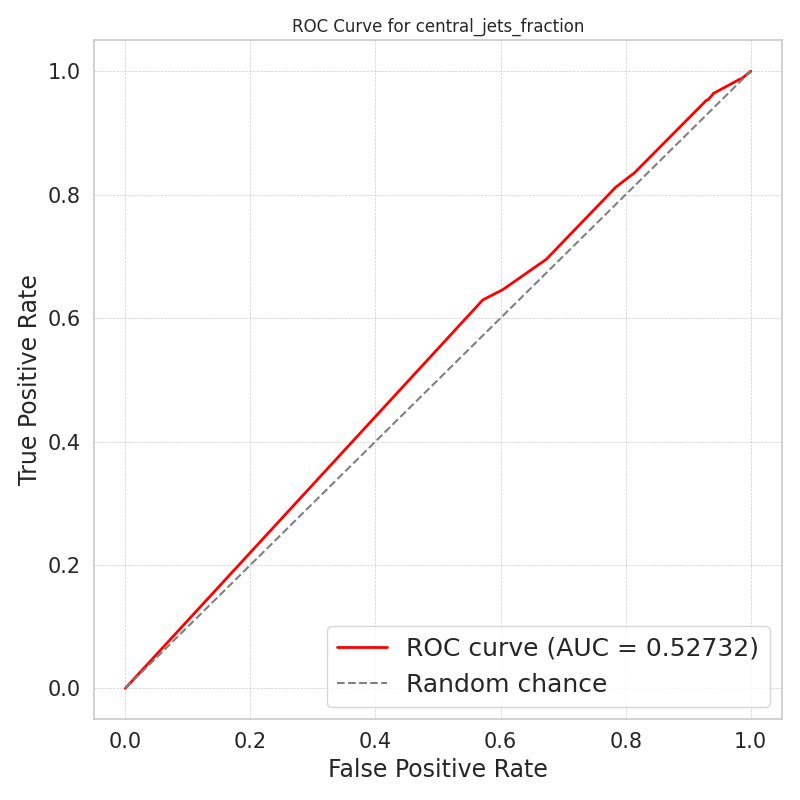 ROC Curve for central_jets_fraction
True Positive Rate
1.0
0.8
0.6
0.4
0.2
0.0
ROC curve (AUC = 0.52732)
Random chance
0.0 0.2 0.4 0.6 0.8 1.0
False Positive Rate